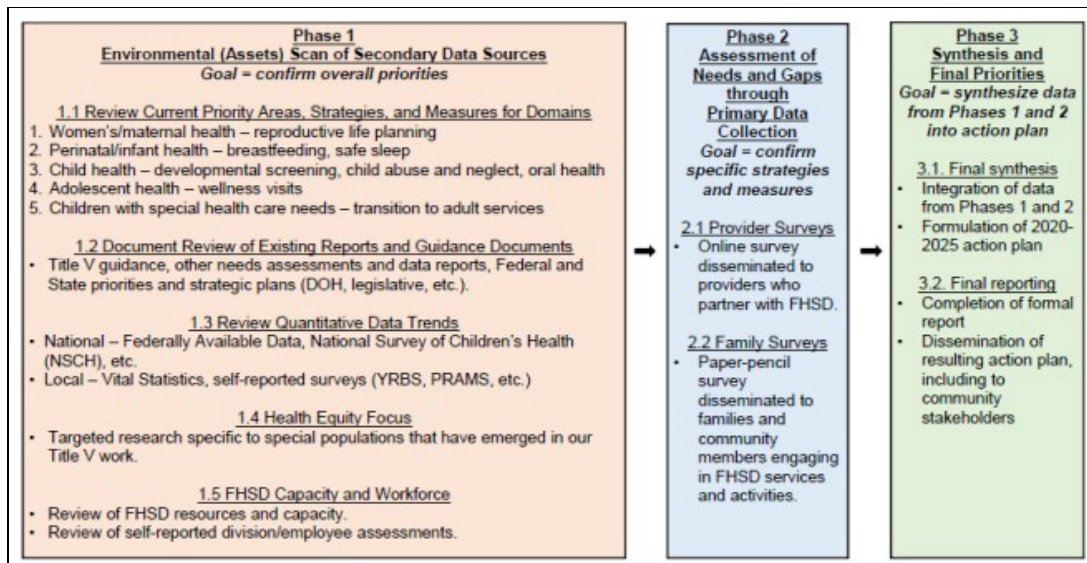 Phase 1
Environmental (Assets) Scan of Secondary Data Sources
Goal = confirm overall priorities
1.1 Review Current Priority Areas, Strategies, and Measures for Domains
1. Women's/maternal health – reproductive life planning
2. Perinatal/infant health – breastfeeding, safe sleep
3. Child health – developmental screening, child abuse and neglect, oral health
4. Adolescent health – wellness visits
5. Children with special health care needs – transition to adult services
1.2 Document Review of Existing Reports and Guidance Documents
• Title V guidance, other needs assessments and data reports, Federal and
State priorities and strategic plans (DOH, legislative, etc.).
1.3 Review Quantitative Data Trends
• National – Federally Available Data, National Survey of Children's Health
(NSCH), etc.
• Local – Vital Statistics, self-reported surveys (YRBS, PRAMS, etc.)
1.4 Health Equity Focus
• Targeted research specific to special populations that have emerged in our
Title V work.
1.5 FHSD Capacity and Workforce
• Review of FHSD resources and capacity.
• Review of self-reported division/employee assessments.
Phase 2
Assessment of
Needs and Gaps
through
Primary Data
Collection
Goal = confirm
specific strategies
and measures
2.1 Provider Surveys
• Online survey
disseminated to
providers who
partner with FHSD.
2.2 Family Surveys
• Paper-pencil
survey
disseminated to
families and
community
members engaging
in FHSD services
and activities.
Phase 3
Synthesis and
Final Priorities
Goal = synthesize data
from Phases 1 and 2
into action plan
3.1. Final synthesis
• Integration of data
from Phases 1 and 2
• Formulation of 2020-
2025 action plan
3.2. Final reporting
• Completion of formal
report
• Dissemination of
resulting action plan,
including to
community
stakeholders